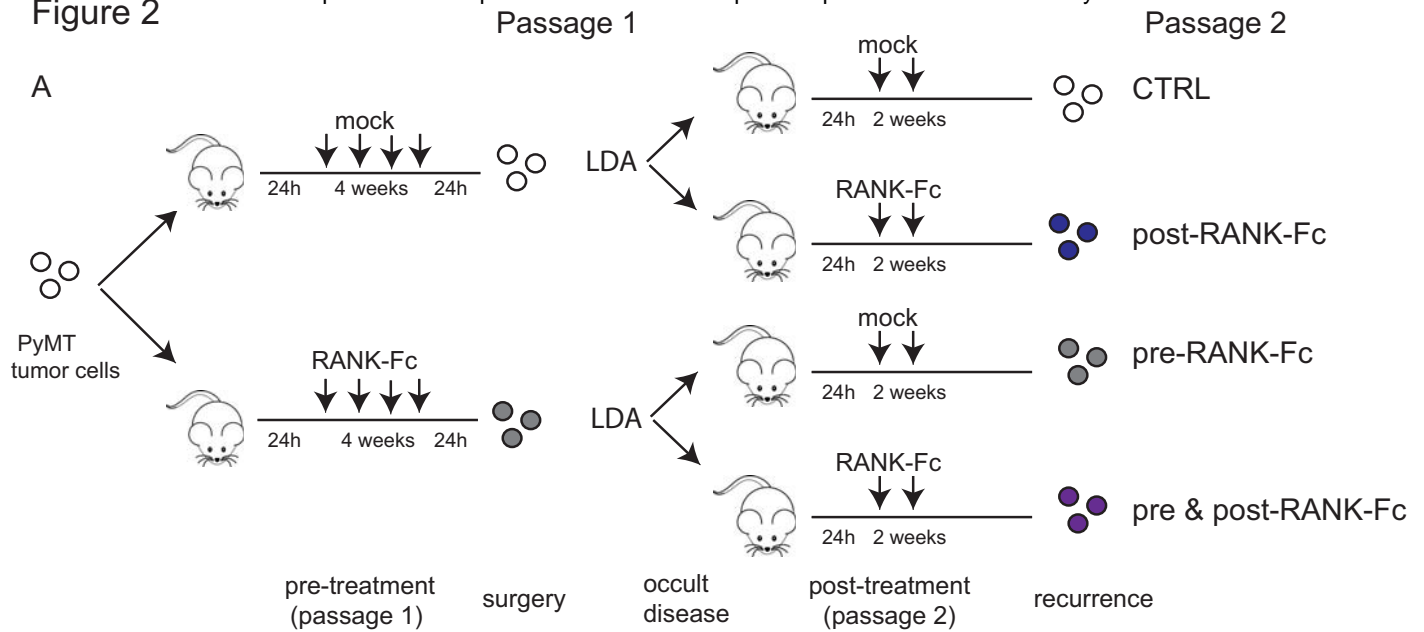 Figure 2
Passage 1
Passage 2
A
mock
24h 4 weeks 24h
PyMT
tumor cells
RANK-Fc
24h 4 weeks 24h
LDA
mock
24h 2 weeks
CTRL
RANK-Fc
24h 2 weeks
post-RANK-Fc
LDA
mock
24h 2 weeks
pre-RANK-Fc
RANK-Fc
24h 2 weeks
pre & post-RANK-Fc
pre-treatment
(passage 1)
surgery
occult
disease
post-treatment
(passage 2)
recurrence